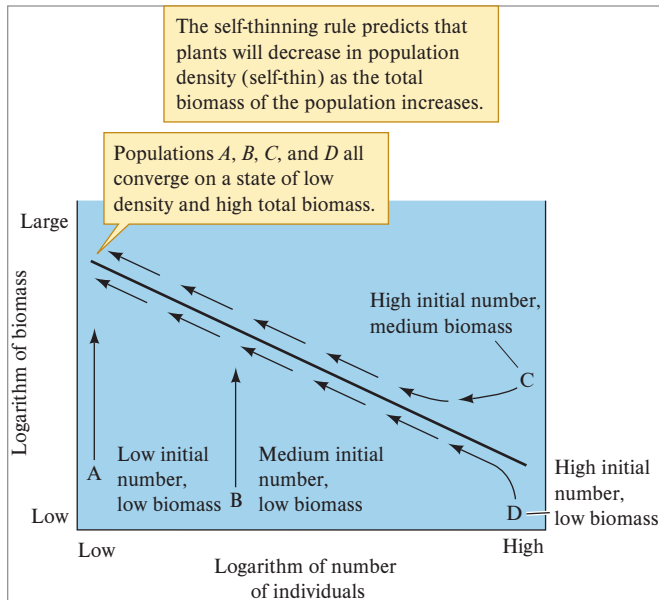 The self-thinning rule predicts that
plants will decrease in population
density (self-thin) as the total
biomass of the population increases.
Populations A, B, C, and D all
converge on a state of low
density and high total biomass.
Large
Logarithm of biomass
Low
High initial number,
medium biomass
C
A
Low initial
number,
low biomass
B
Medium initial
number,
low biomass
D
High initial
number,
low biomass
Low
High
Logarithm of number
of individuals